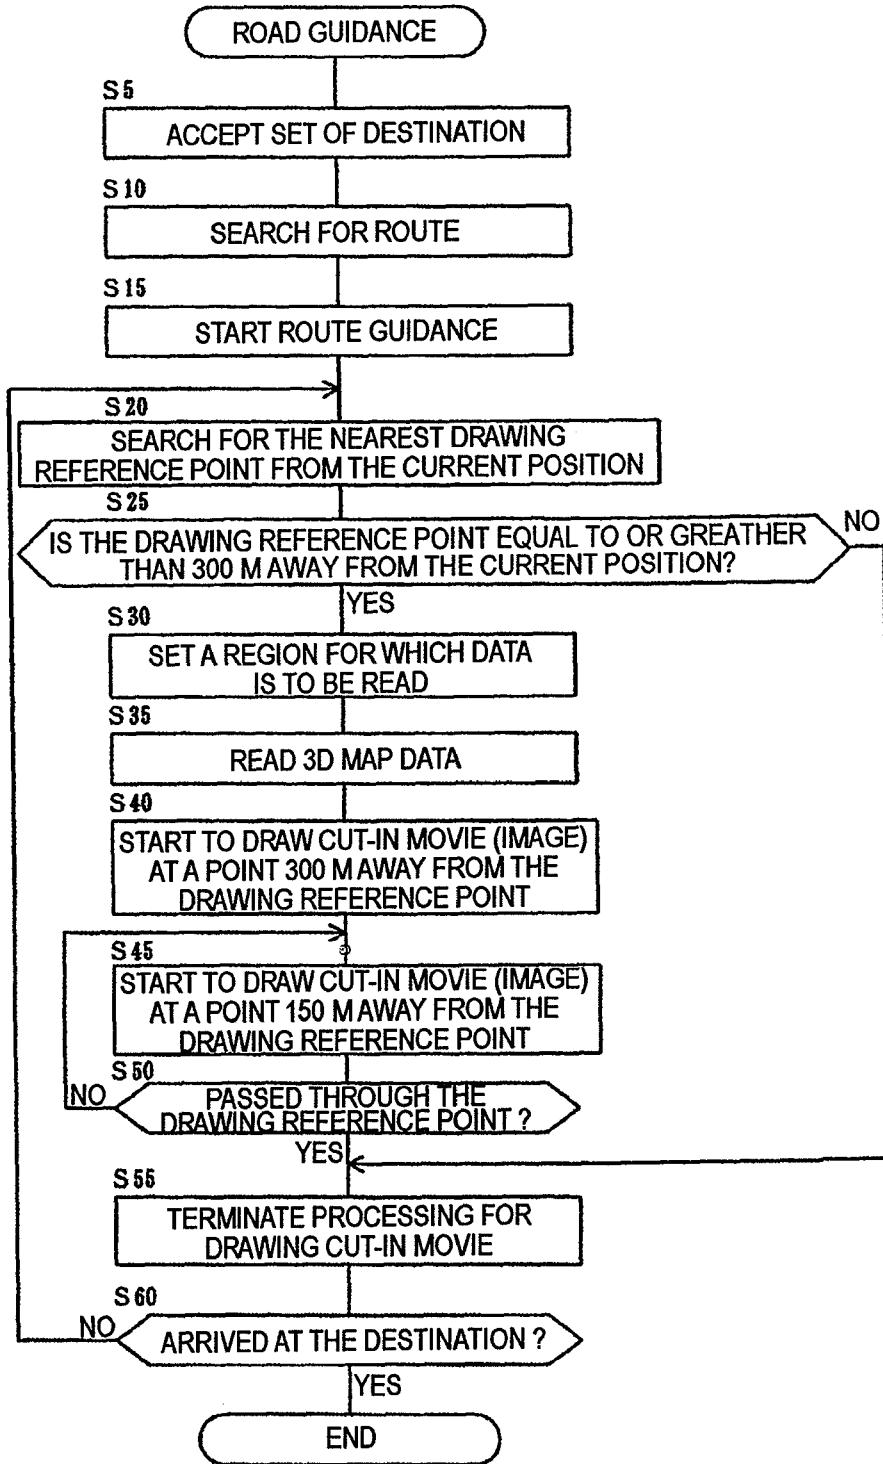 ROAD GUIDANCE
S5
ACCEPT SET OF DESTINATION
S10
SEARCH FOR ROUTE
S15
START ROUTE GUIDANCE
S20
SEARCH FOR THE NEAREST DRAWING
REFERENCE POINT FROM THE CURRENT POSITION
S25
IS THE DRAWING REFERENCE POINT EQUAL TO OR GREATHER
THAN 300 M AWAY FROM THE CURRENT POSITION?
NO
YES
S30
SET A REGION FOR WHICH DATA
IS TO BE READ
S35
READ 3D MAP DATA
S40
START TO DRAW CUT-IN MOVIE (IMAGE)
AT A POINT 300 M AWAY FROM THE
DRAWING REFERENCE POINT
S45
START TO DRAW CUT-IN MOVIE (IMAGE)
AT A POINT 150 M AWAY FROM THE
DRAWING REFERENCE POINT
S50
NO
PASSED THROUGH THE
DRAWING REFERENCE POINT ?
YES
S55
TERMINATE PROCESSING FOR
DRAWING CUT-IN MOVIE
S60
NO
ARRIVED AT THE DESTINATION ?
YES
END